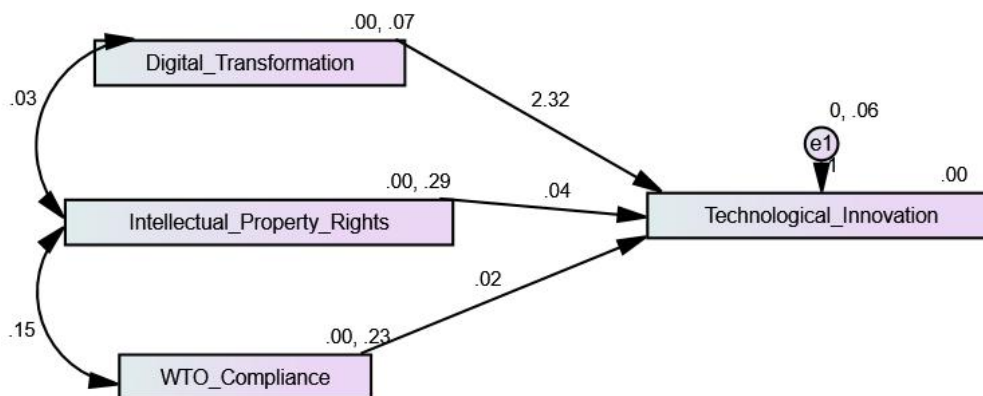 .00, .07
Digital_Transformation
.03
2.32
0, .06
e1
1
.00, .29
.04
.00
Intellectual_Property_Rights
Technological_Innovation
.02
.15
.00, .23
WTO_Compliance